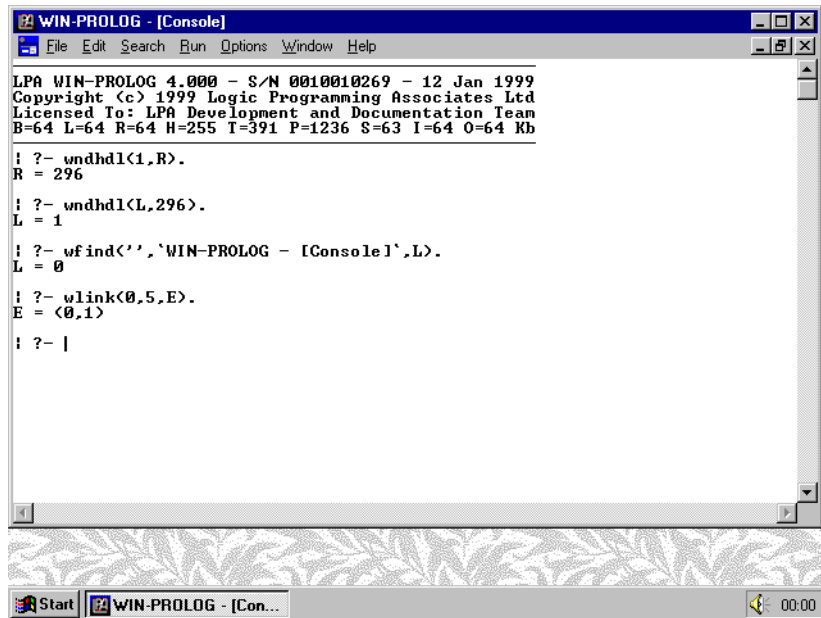 WIN-PROLOG - [Console]
File Edit Search Run Options Window Help
LPA WIN-PROLOG 4.000 - S/N 0010010269 - 12 Jan 1999
Copyright (c) 1999 Logic Programming Associates Ltd
Licensed To: LPA Development and Documentation Team
B=64 L=64 R=64 H=255 T=391 P=1236 S=63 I=64 O=64 Kb
| ?- wndhdl(1,R).
R = 296
| ?- wndhdl(L,296).
L = 1
| ?- wfind('',`WIN-PROLOG - [Console]`,L).
L = 0
| ?- wlink(0,5,E).
E = (0,1)
| ?- |
Start WIN-PROLOG - [Con... 00:00